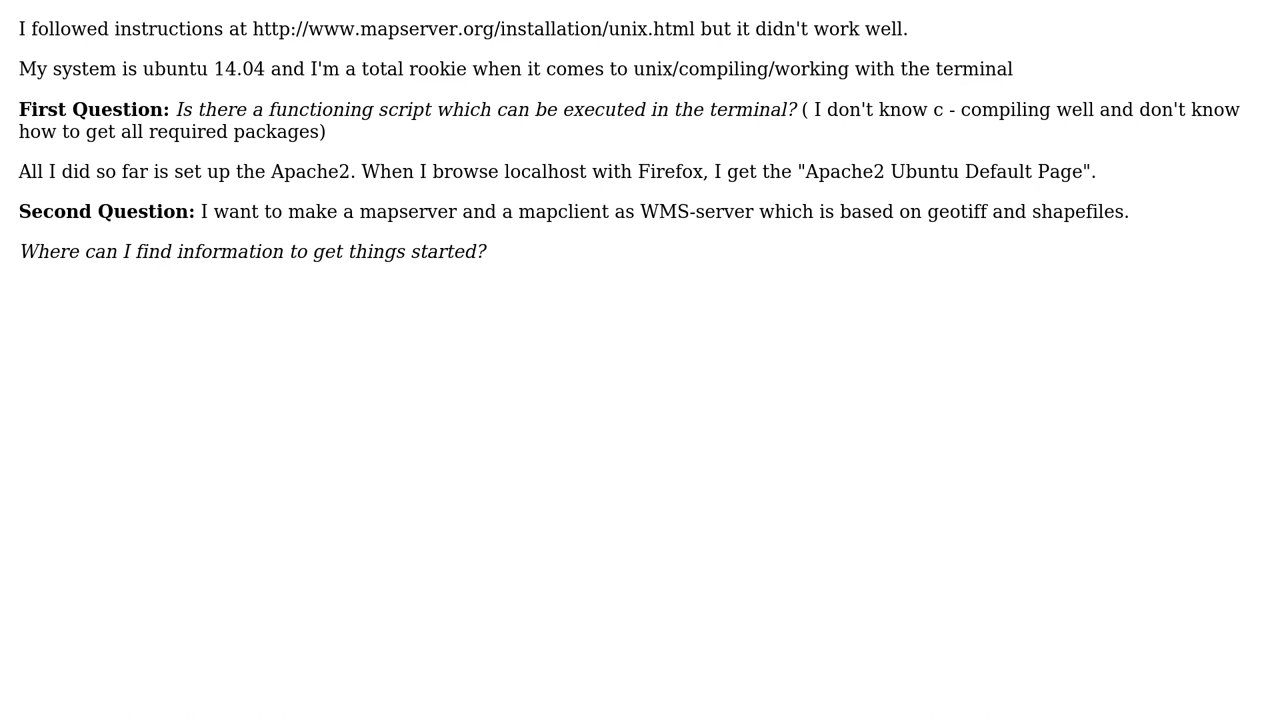 I followed instructions at http://www.mapserver.org/installation/unix.html but it didn't work well.
My system is ubuntu 14.04 and I'm a total rookie when it comes to unix/compiling/working with the terminal
First Question: Is there a functioning script which can be executed in the terminal? ( I don't know c - compiling well and don't know
how to get all required packages)
All I did so far is set up the Apache2. When I browse localhost with Firefox, I get the "Apache2 Ubuntu Default Page".
Second Question: I want to make a mapserver and a mapclient as WMS-server which is based on geotiff and shapefiles.
Where can I find information to get things started?